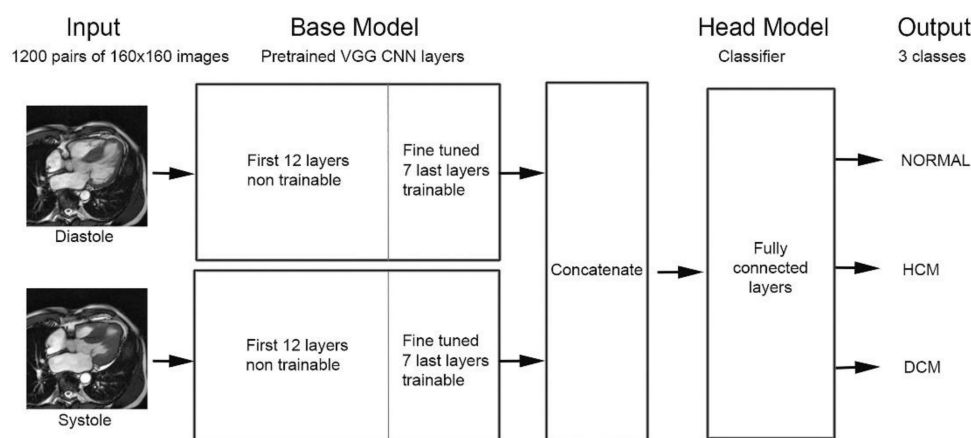 Input
1200 pairs of 160x160 images
Base Model
Pretrained VGG CNN layers
Head Model
Classifier
Output
3 classes
Diastole
First 12 layers
non trainable
Fine tuned
7 last layers
trainable
Systole
First 12 layers
non trainable
Fine tuned
7 last layers
trainable
Concatenate
Fully
connected
layers
NORMAL
HCM
DCM